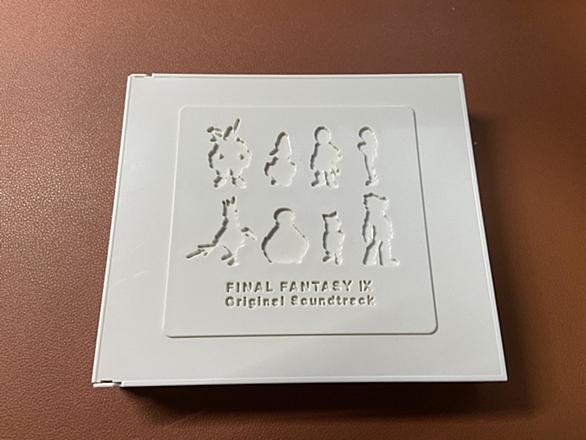 FINAL FANTASY IX
Original Soundtrack